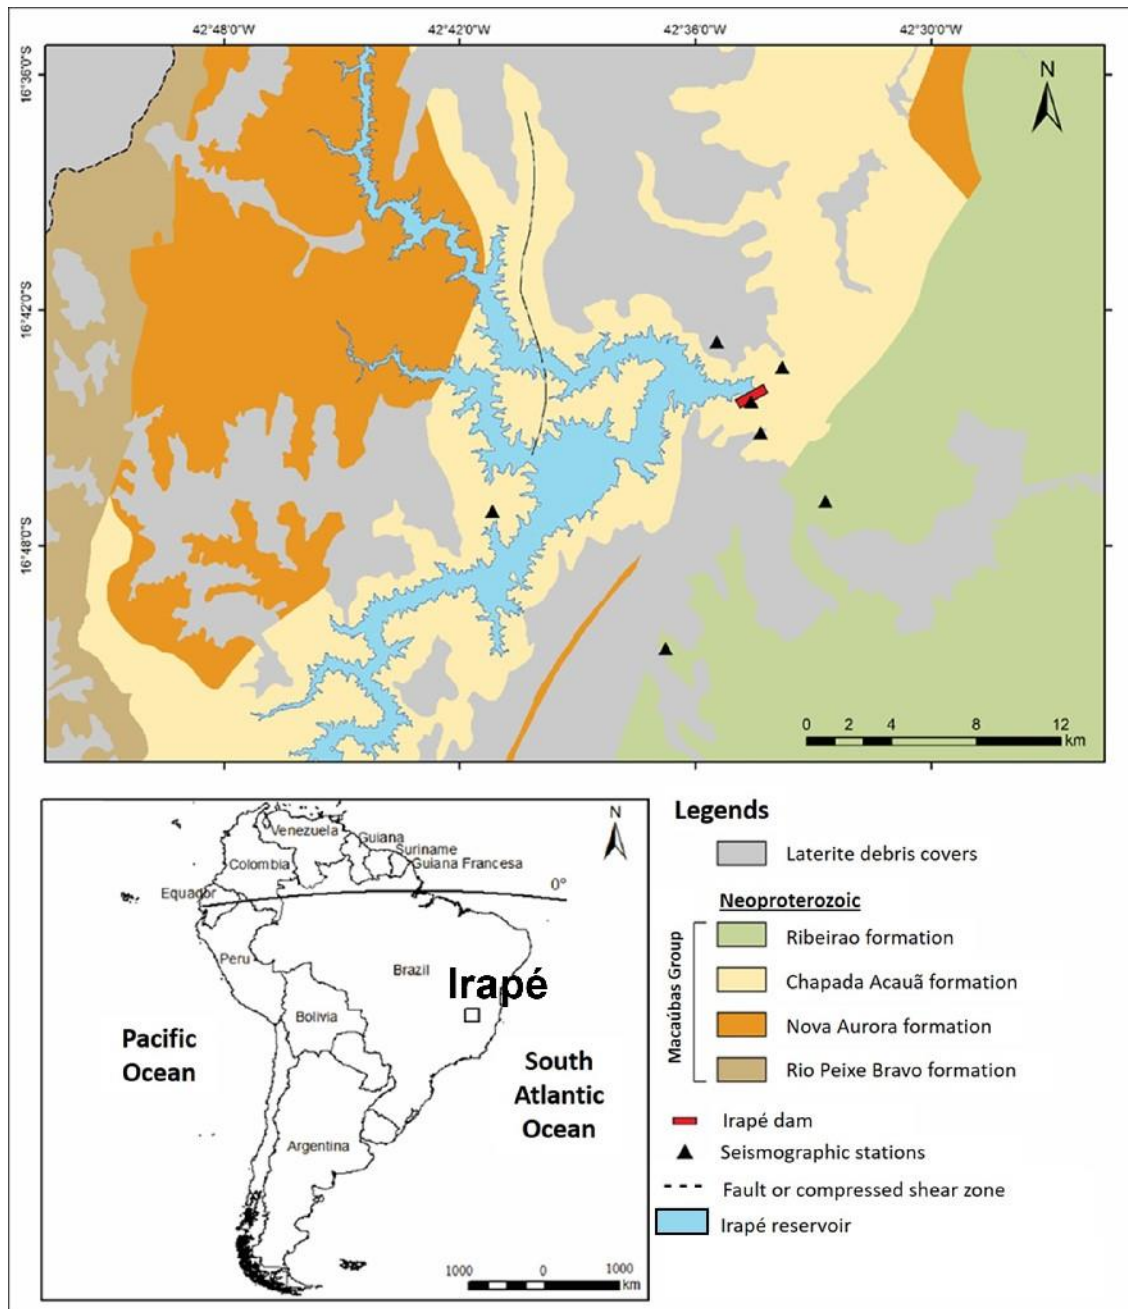 42°48'0"W 42°42'0"W 42°36'0"W 42°30'0"W
16°36'0"S
16°42'0"S
16°48'0"S
N
0 2 4 8 12
km
N
Venezuela
Guiana
Suriname
Guiana Francesa
Colombia
Equador
0°
Peru
Brazil
Irapé
Bolivia
Pacific
Ocean
South
Atlantic
Ocean
Argentina
1000 0 1000
km
Legends
Laterite debris covers
Neoproterozoic
Macaúbas Group
Ribeirao formation
Chapada Acauã formation
Nova Aurora formation
Rio Peixe Bravo formation
Irapé dam
Seismographic stations
Fault or compressed shear zone
Irapé reservoir